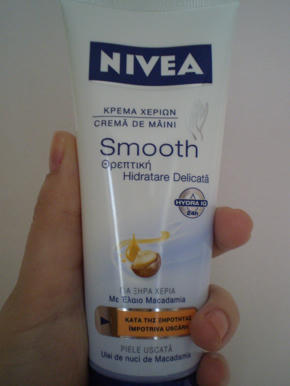 NIVEA
ΚΡΕΜΑ ΧΕΡΙΩΝ
CREMĂ DE MÂINI
Smooth
Θρεπτική
Hidratare Delicată
HYDRA IQ
24h
ΓΙΑ ΞΗΡΑ ΧΕΡΙΑ
Με Έλαιο Macadamia
ΚΑΤΑ ΤΗΣ ΞΗΡΟΤΗΤΑΣ
ÎMPOTRIVA USCĂRII
PIELE USCATĂ
Ulei de nuci de Macadamia